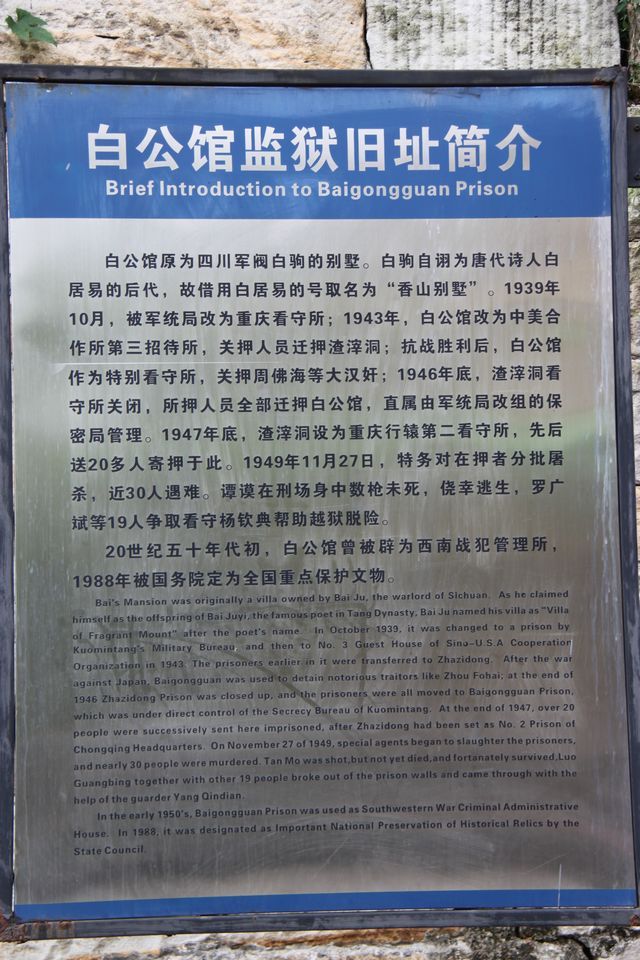 白公馆监狱旧址简介
Brief Introduction to Baigongguan Prison
白公馆原为四川军阀白驹的别墅。白驹自诩为唐代诗人白
居易的后代，故借用白居易的号取名为“香山别墅”。1939年
10月，被军统局改为重庆看守所；1943年，白公馆改为中美合
作所第三招待所，关押人员迁押渣滓洞；抗战胜利后，白公馆
作为特别看守所，关押周佛海等大汉奸；1946年底，渣滓洞看
守所关闭，所押人员全部迁押白公馆，直属由军统局改组的保
密局管理。1947年底，渣滓洞设为重庆行辕第二看守所，先后
送20多人寄押于此。1949年11月27日，特务对在押者分批屠
杀，近30人遇难。谭谟在刑场身中数枪未死，侥幸逃生，罗广
斌等19人争取看守杨钦典帮助越狱脱险。
20世纪五十年代初，白公馆曾被辟为西南战犯管理所，
1988年被国务院定为全国重点保护文物。
Bai's Mansion was originally a villa owned by Bai Ju, the warlord of Sichuan. As he claimed
himself as the offspring of Bai Juyi, the famous poet in Tang Dynasty, Bai Ju named his villa as "Villa
of Fragrant Mount" after the poet's name. In October 1939, it was changed to a prison by
Kuomintang's Military Bureau, and then to No. 3 Guest House of Sino-U.S.A Cooperation
Organization in 1943. The prisoners earlier in it were transferred to Zhazidong. After the war
against Japan, Baigongguan was used to detain notorious traitors like Zhou Fohai; at the end of
1946 Zhazidong Prison was closed up, and the prisoners were all moved to Baigongguan Prison,
which was under direct control of the Secrecy Bureau of Kuomintang. At the end of 1947, over 20
people were successively sent here imprisoned, after Zhazidong had been set as No. 2 Prison of
Chongqing Headquarters. On November 27 of 1949, special agents began to slaughter the prisoners,
and nearly 30 people were murdered. Tan Mo was shot,but not yet died,and fortanately survived,Luo
Guangbing together with other 19 people broke out of the prison walls and came through with the
help of the guarder Yang Qindian.
In the early 1950's, Baigongguan Prison was used as Southwestern War Criminal Administrative
House. In 1988, it was designated as Important National Preservation of Historical Relics by the
State Council.